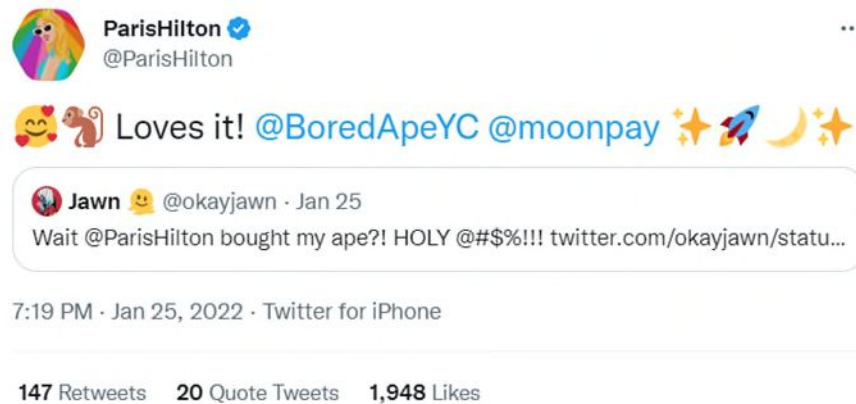 ParisHilton
@ParisHilton
🥰🐒 Loves it! @BoredApeYC @moonpay ✨🚀🌙✨
Jawn 🫠 @okayjawn · Jan 25
Wait @ParisHilton bought my ape?! HOLY @#$%!!! twitter.com/okayjawn/statu...
7:19 PM · Jan 25, 2022 · Twitter for iPhone
147 Retweets 20 Quote Tweets 1,948 Likes